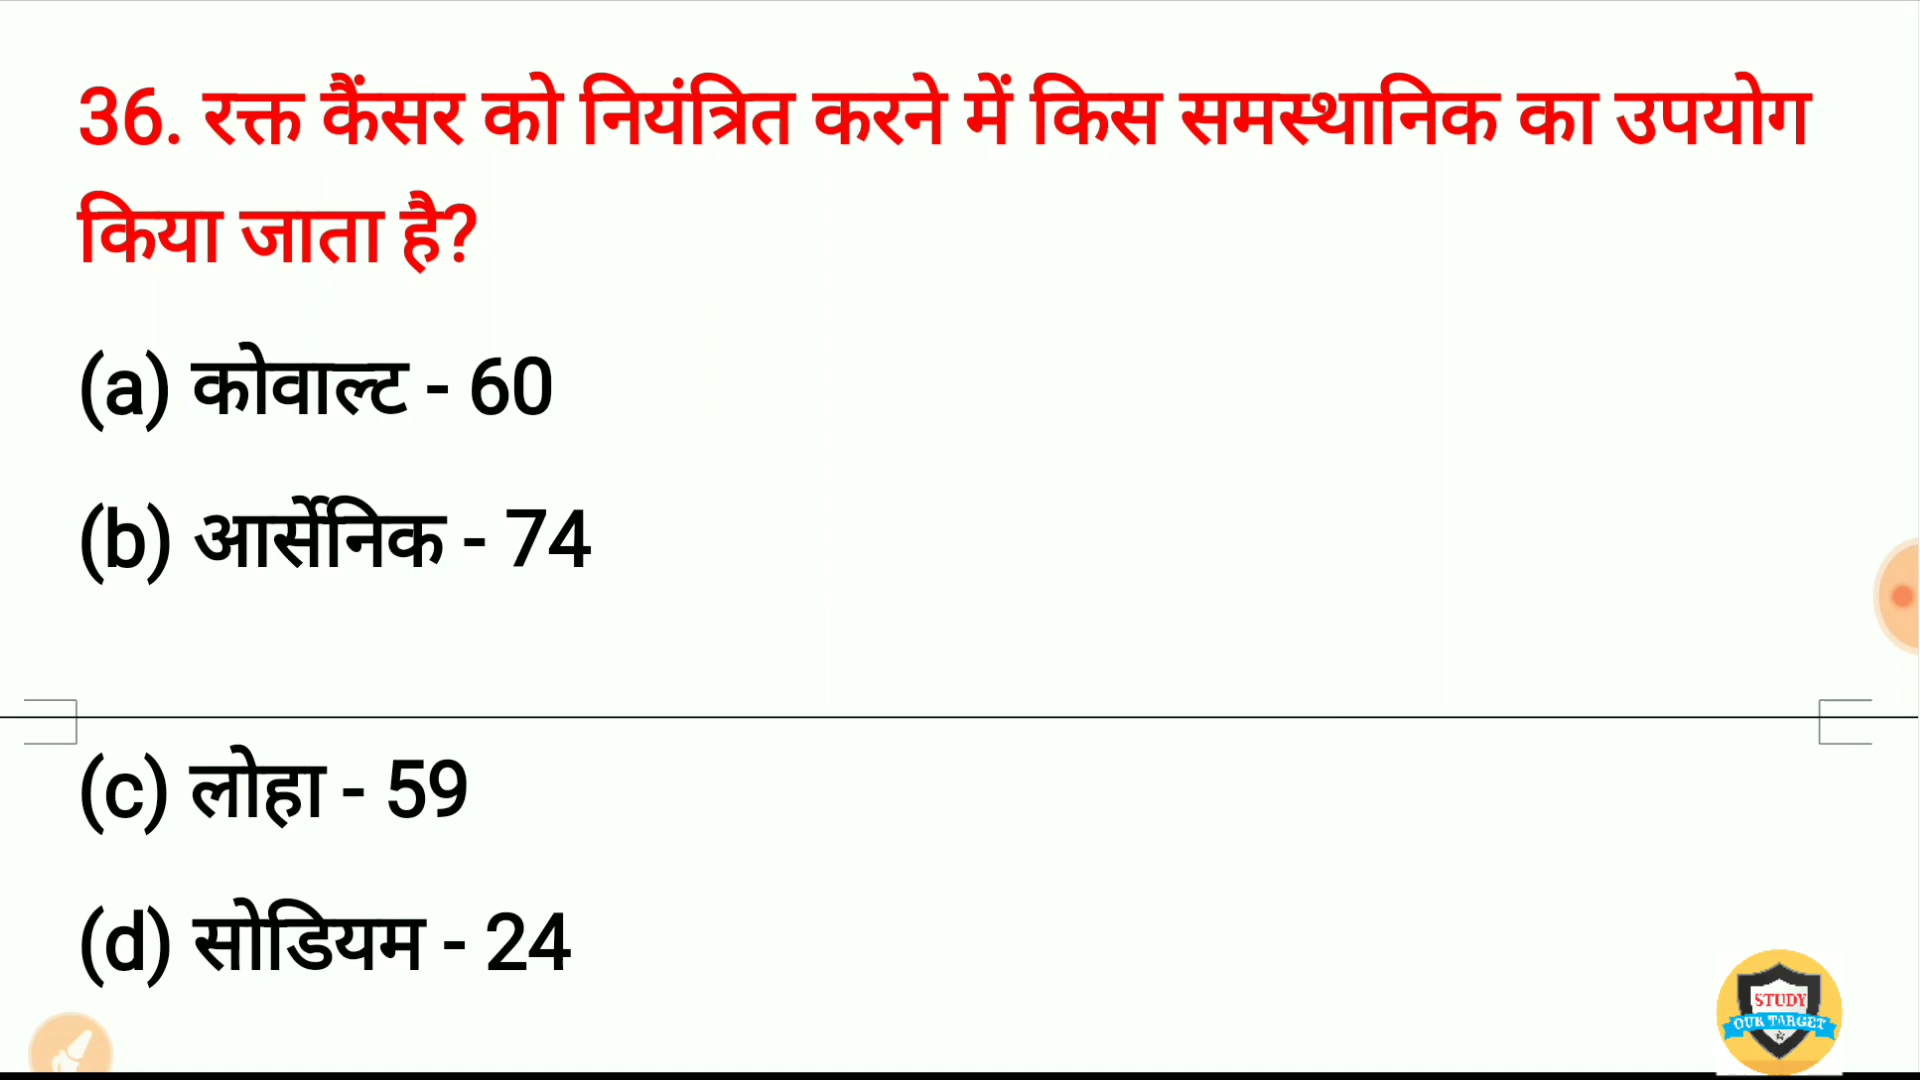 36. रक्त कैंसर को नियंत्रित करने में किस समस्थानिक का उपयोग
किया जाता है?
(a) कोवाल्ट - 60
(b) आर्सेनिक - 74
(c) लोहा - 59
(d) सोडियम - 24
STUDY
OUR TARGET